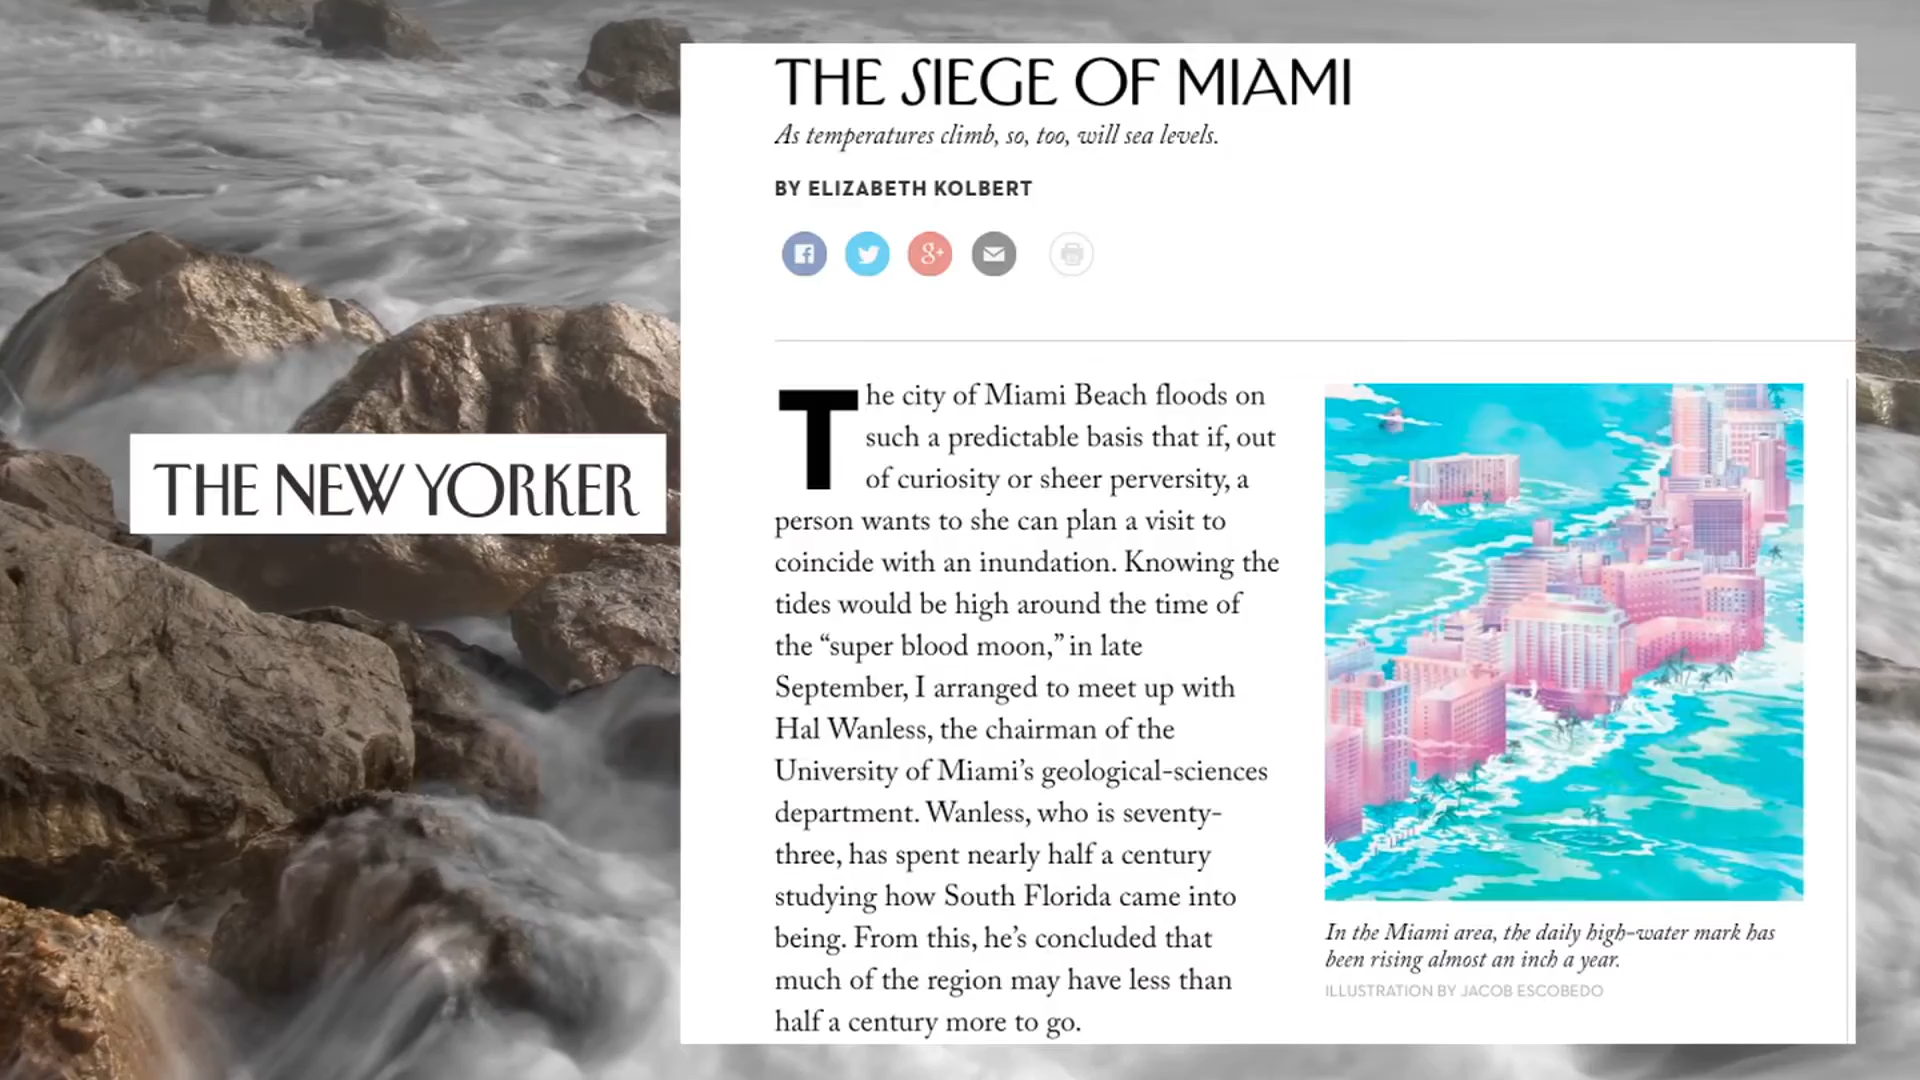 THE NEW YORKER
THE SIEGE OF MIAMI
As temperatures climb, so, too, will sea levels.
BY ELIZABETH KOLBERT
The city of Miami Beach floods on
such a predictable basis that if, out
of curiosity or sheer perversity, a
person wants to she can plan a visit to
coincide with an inundation. Knowing the
tides would be high around the time of
the “super blood moon,” in late
September, I arranged to meet up with
Hal Wanless, the chairman of the
University of Miami’s geological-sciences
department. Wanless, who is seventy-
three, has spent nearly half a century
studying how South Florida came into
being. From this, he’s concluded that
much of the region may have less than
half a century more to go.
In the Miami area, the daily high-water mark has
been rising almost an inch a year.
ILLUSTRATION BY JACOB ESCOBEDO